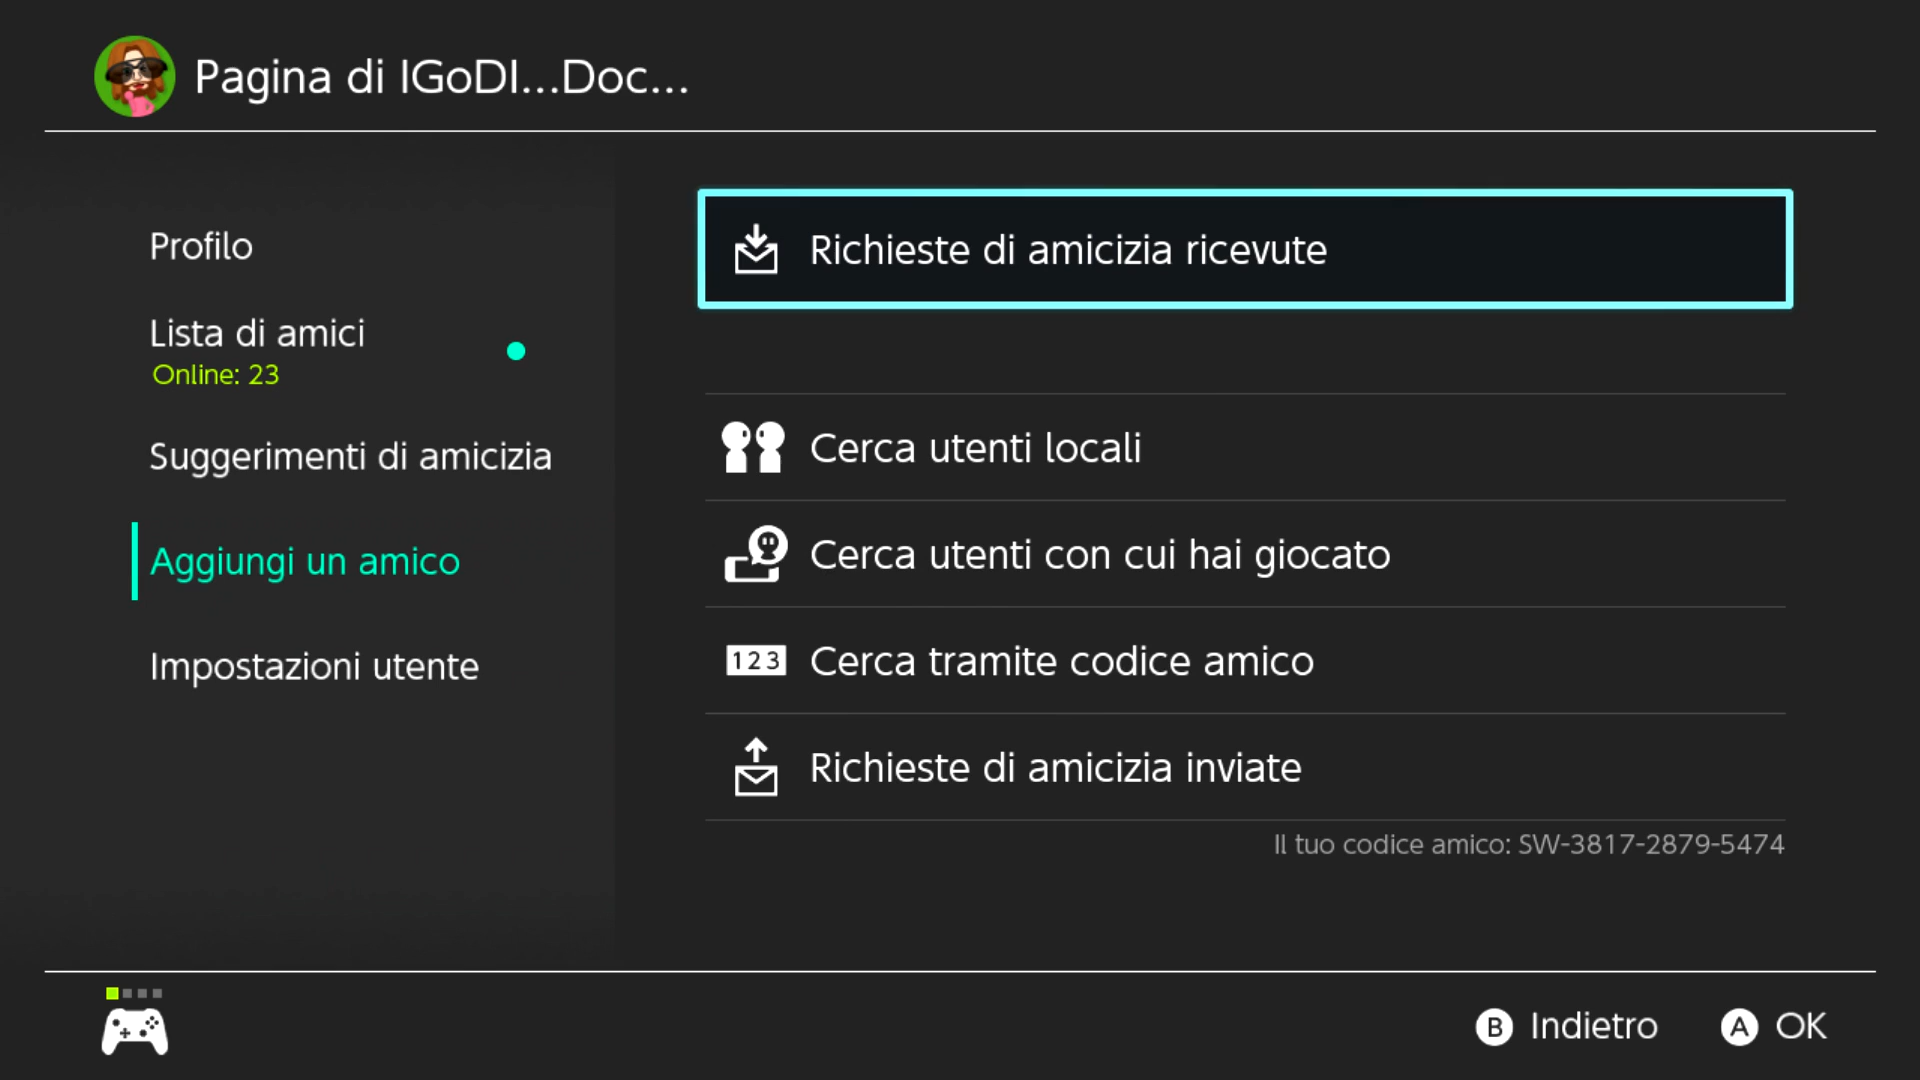 Pagina di IGoDI...Doc...
Profilo
Lista di amici
Online: 23
Suggerimenti di amicizia
Aggiungi un amico
Impostazioni utente
Richieste di amicizia ricevute
Cerca utenti locali
Cerca utenti con cui hai giocato
123 Cerca tramite codice amico
Richieste di amicizia inviate
Il tuo codice amico: SW-3817-2879-5474
B Indietro
A OK